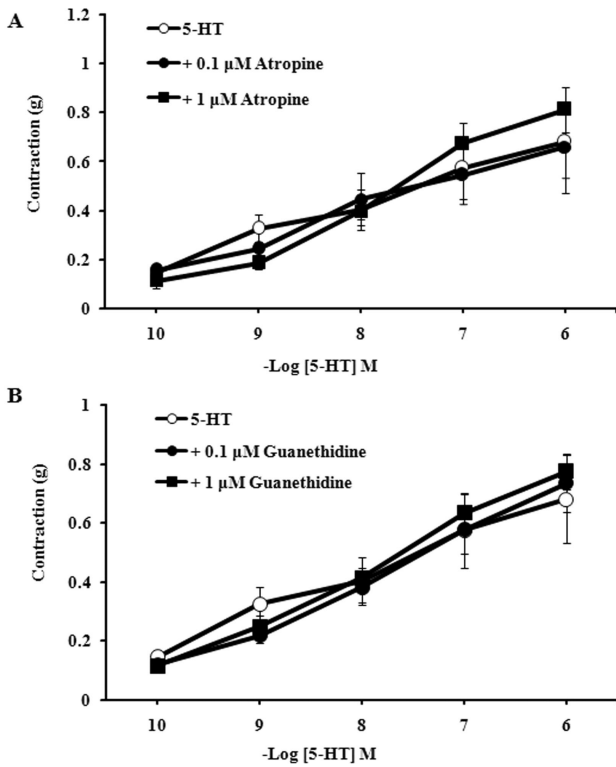 A
1.2
1
0.8
0.6
0.4
0.2
0
Contraction (g)
5-HT
+ 0.1 µM Atropine
+ 1 µM Atropine
10 9 8 7 6
-Log [5-HT] M
B
1
0.8
0.6
0.4
0.2
0
Contraction (g)
5-HT
+ 0.1 µM Guanethidine
+ 1 µM Guanethidine
10 9 8 7 6
-Log [5-HT] M